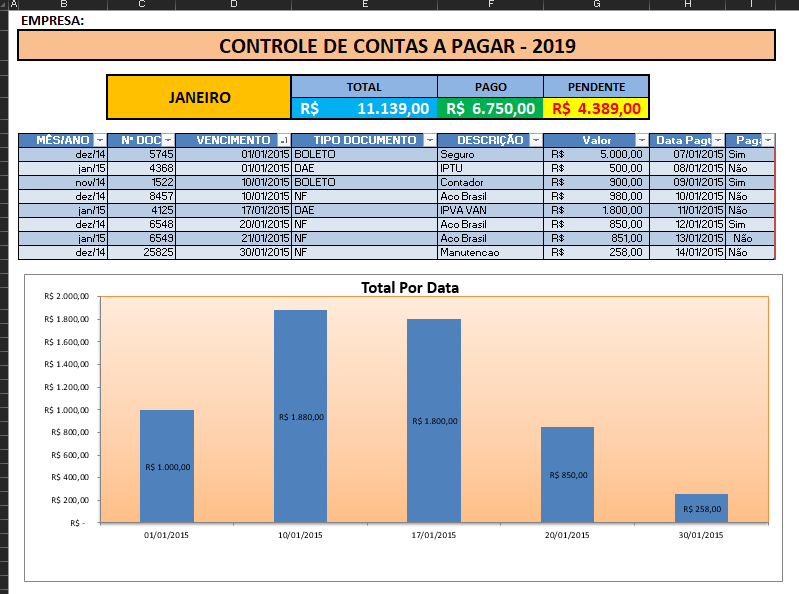 A B C D E F G H I
EMPRESA:
CONTROLE DE CONTAS A PAGAR - 2019
JANEIRO TOTAL PAGO PENDENTE
R$ 11.139,00 R$ 6.750,00 R$ 4.389,00
MÊS/ANO N° DOC VENCIMENTO TIPO DOCUMENTO DESCRIÇÃO Valor Data Pagt Paga
dez/14 5745 01/01/2015 BOLETO Seguro R$ 5.000,00 07/01/2015 Sim
jan/15 4368 01/01/2015 DAE IPTU R$ 500,00 08/01/2015 Não
nov/14 1522 10/01/2015 BOLETO Contador R$ 900,00 09/01/2015 Sim
dez/14 8457 10/01/2015 NF Aco Brasil R$ 980,00 10/01/2015 Não
jan/15 4125 17/01/2015 DAE IPVA VAN R$ 1.800,00 11/01/2015 Não
dez/14 6548 20/01/2015 NF Aco Brasil R$ 850,00 12/01/2015 Sim
jan/15 6549 21/01/2015 NF Aco Brasil R$ 851,00 13/01/2015 Não
dez/14 25825 30/01/2015 NF Manutencao R$ 258,00 14/01/2015 Não
Total Por Data
R$ 2.000,00
R$ 1.800,00
R$ 1.600,00
R$ 1.400,00
R$ 1.200,00
R$ 1.000,00
R$ 800,00
R$ 600,00
R$ 400,00
R$ 200,00
R$ -
R$ 1.000,00
R$ 1.880,00
R$ 1.800,00
R$ 850,00
R$ 258,00
01/01/2015 10/01/2015 17/01/2015 20/01/2015 30/01/2015